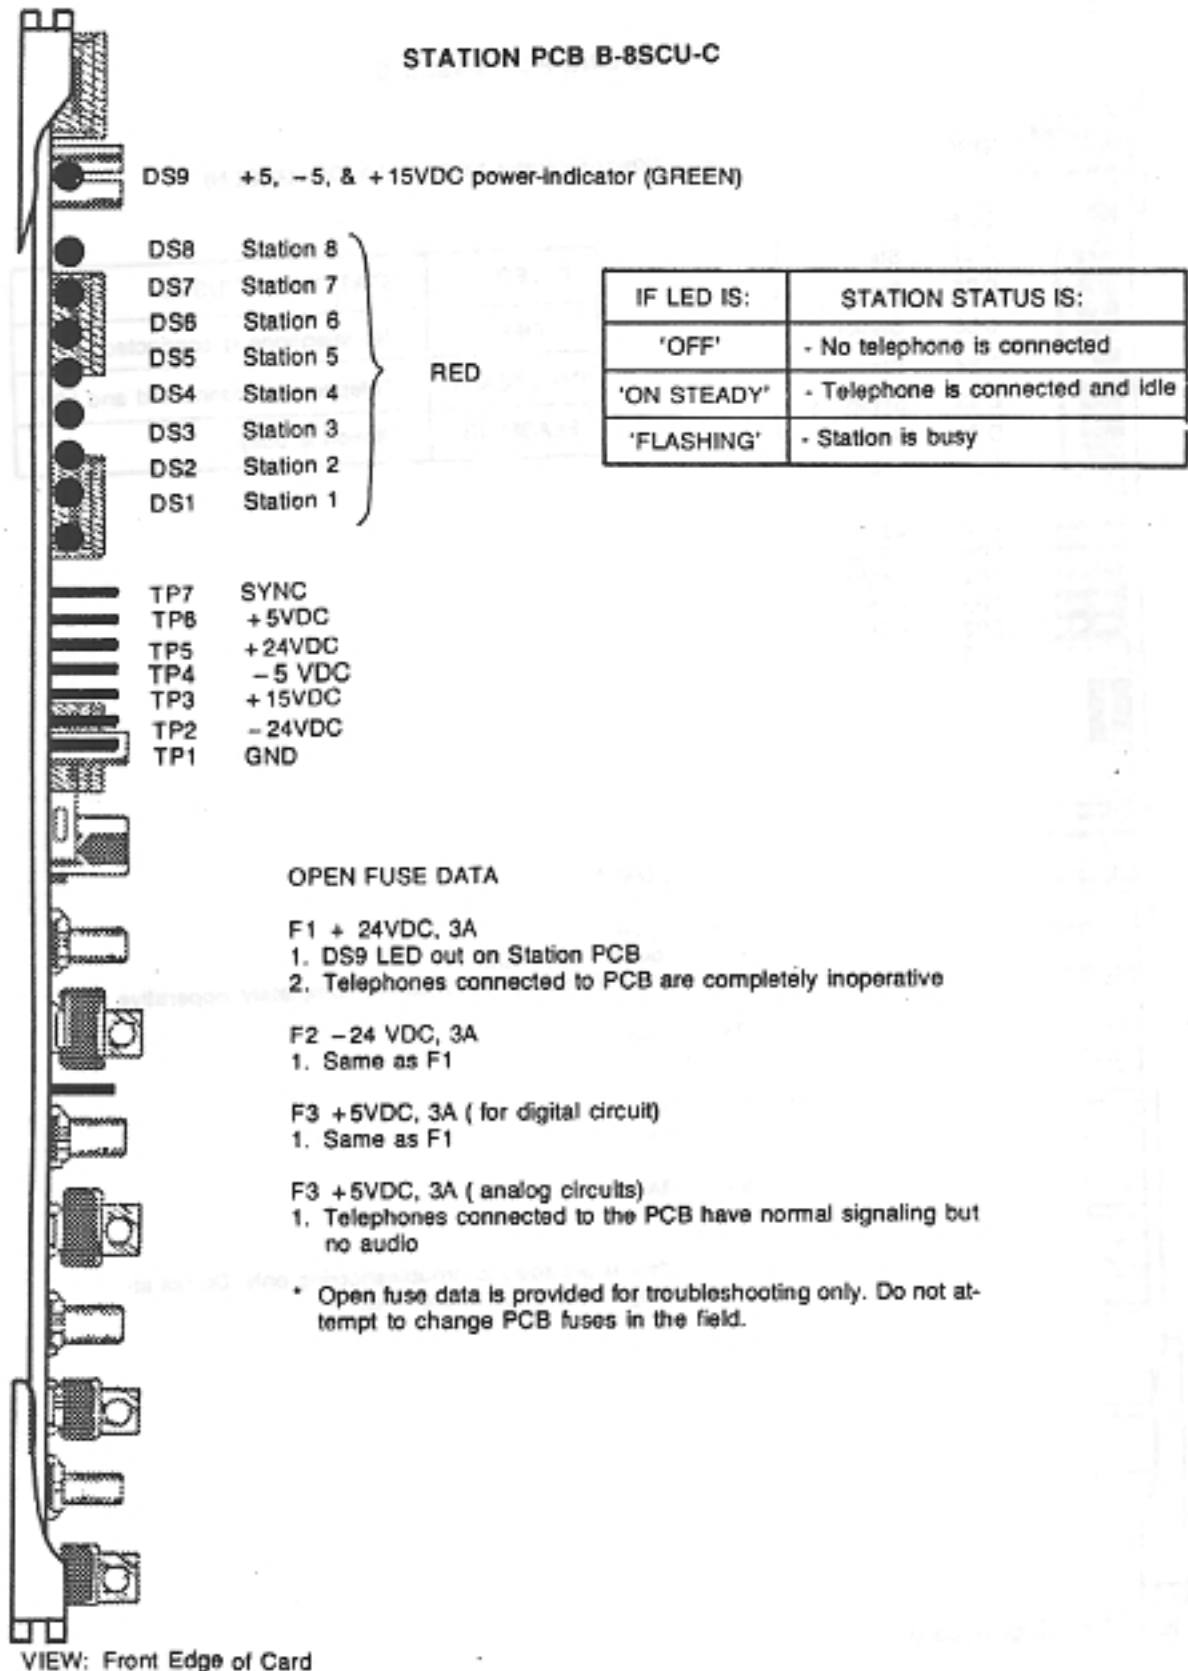 STATION PCB B-8SCU-C
DS9 +5, −5, & +15VDC power-indicator (GREEN)
DS8 Station 8
DS7 Station 7
DS6 Station 6
DS5 Station 5
DS4 Station 4
DS3 Station 3
DS2 Station 2
DS1 Station 1
RED
IF LED IS: STATION STATUS IS:
'OFF' - No telephone is connected
'ON STEADY' - Telephone is connected and idle
'FLASHING' - Station is busy
TP7 SYNC
TP6 +5VDC
TP5 +24VDC
TP4 −5 VDC
TP3 +15VDC
TP2 −24VDC
TP1 GND
OPEN FUSE DATA
F1 + 24VDC, 3A
1. DS9 LED out on Station PCB
2. Telephones connected to PCB are completely inoperative
F2 −24 VDC, 3A
1. Same as F1
F3 +5VDC, 3A ( for digital circuit)
1. Same as F1
F3 +5VDC, 3A ( analog circuits)
1. Telephones connected to the PCB have normal signaling but
no audio
* Open fuse data is provided for troubleshooting only. Do not at-
tempt to change PCB fuses in the field.
VIEW: Front Edge of Card